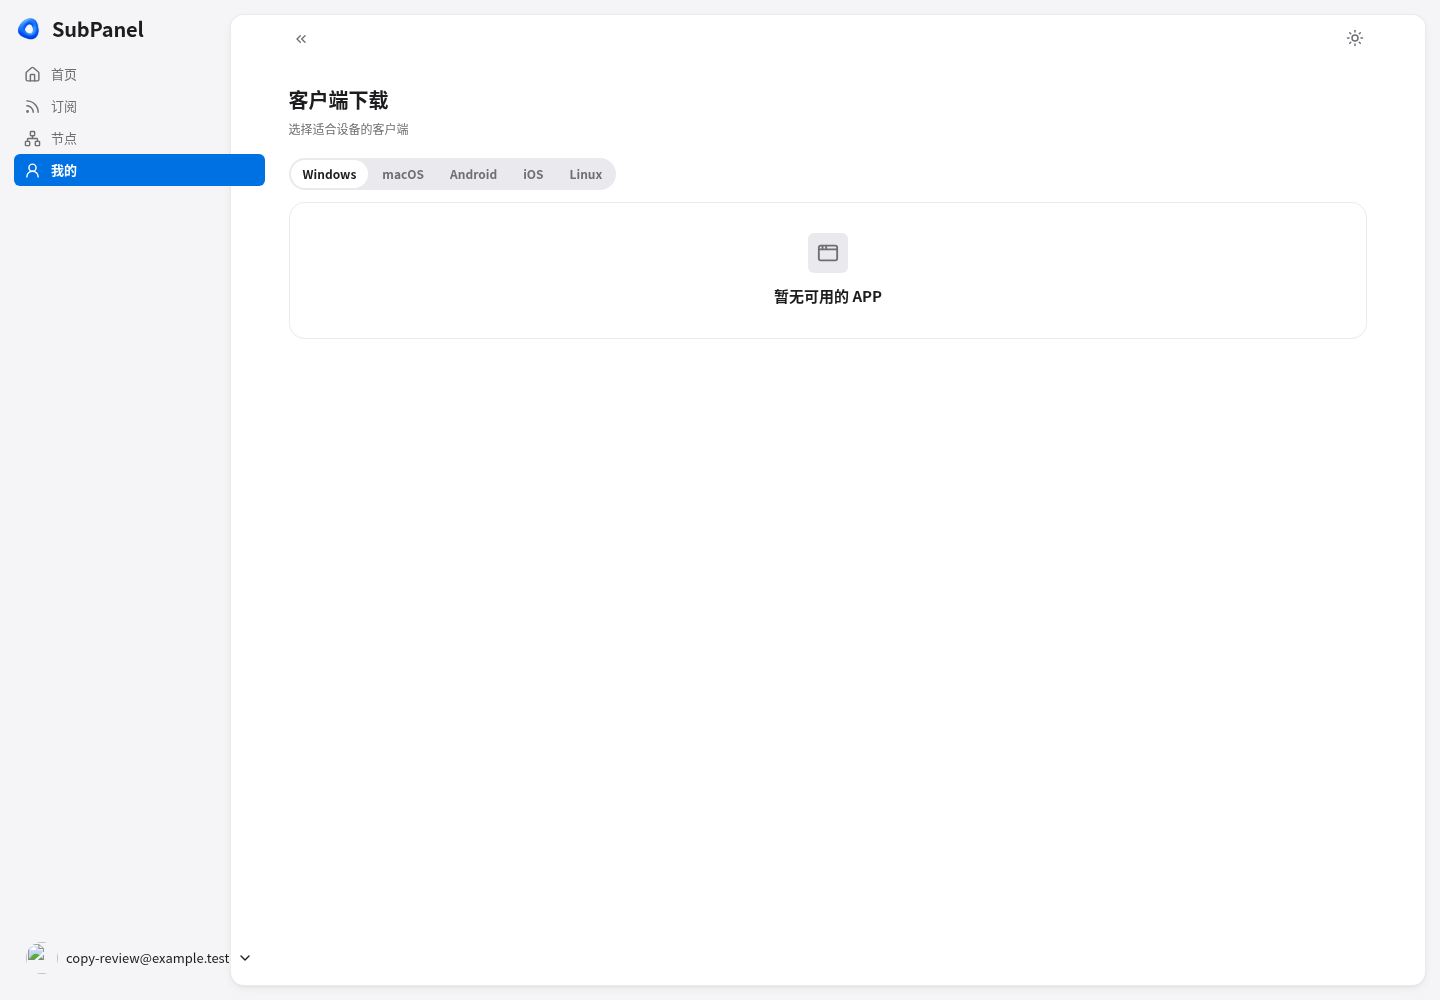 SubPanel
首页
订阅
节点
我的
客户端下载
选择适合设备的客户端
Windows macOS Android iOS Linux
暂无可用的 APP
copy-review@example.test